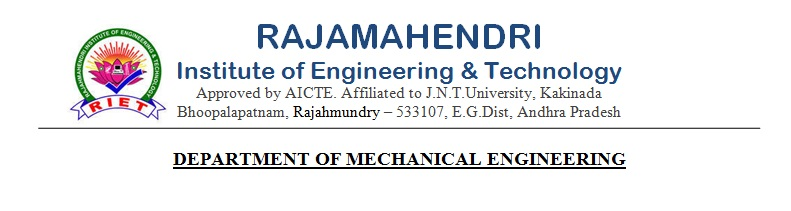 RAJAMAHENDRI INSTITUTE OF ENGINEERING & TECHNOLOGY
RIET
RAJAMAHENDRI
Institute of Engineering & Technology
Approved by AICTE. Affiliated to J.N.T.University, Kakinada
Bhoopalapatnam, Rajahmundry – 533107, E.G.Dist, Andhra Pradesh
DEPARTMENT OF MECHANICAL ENGINEERING